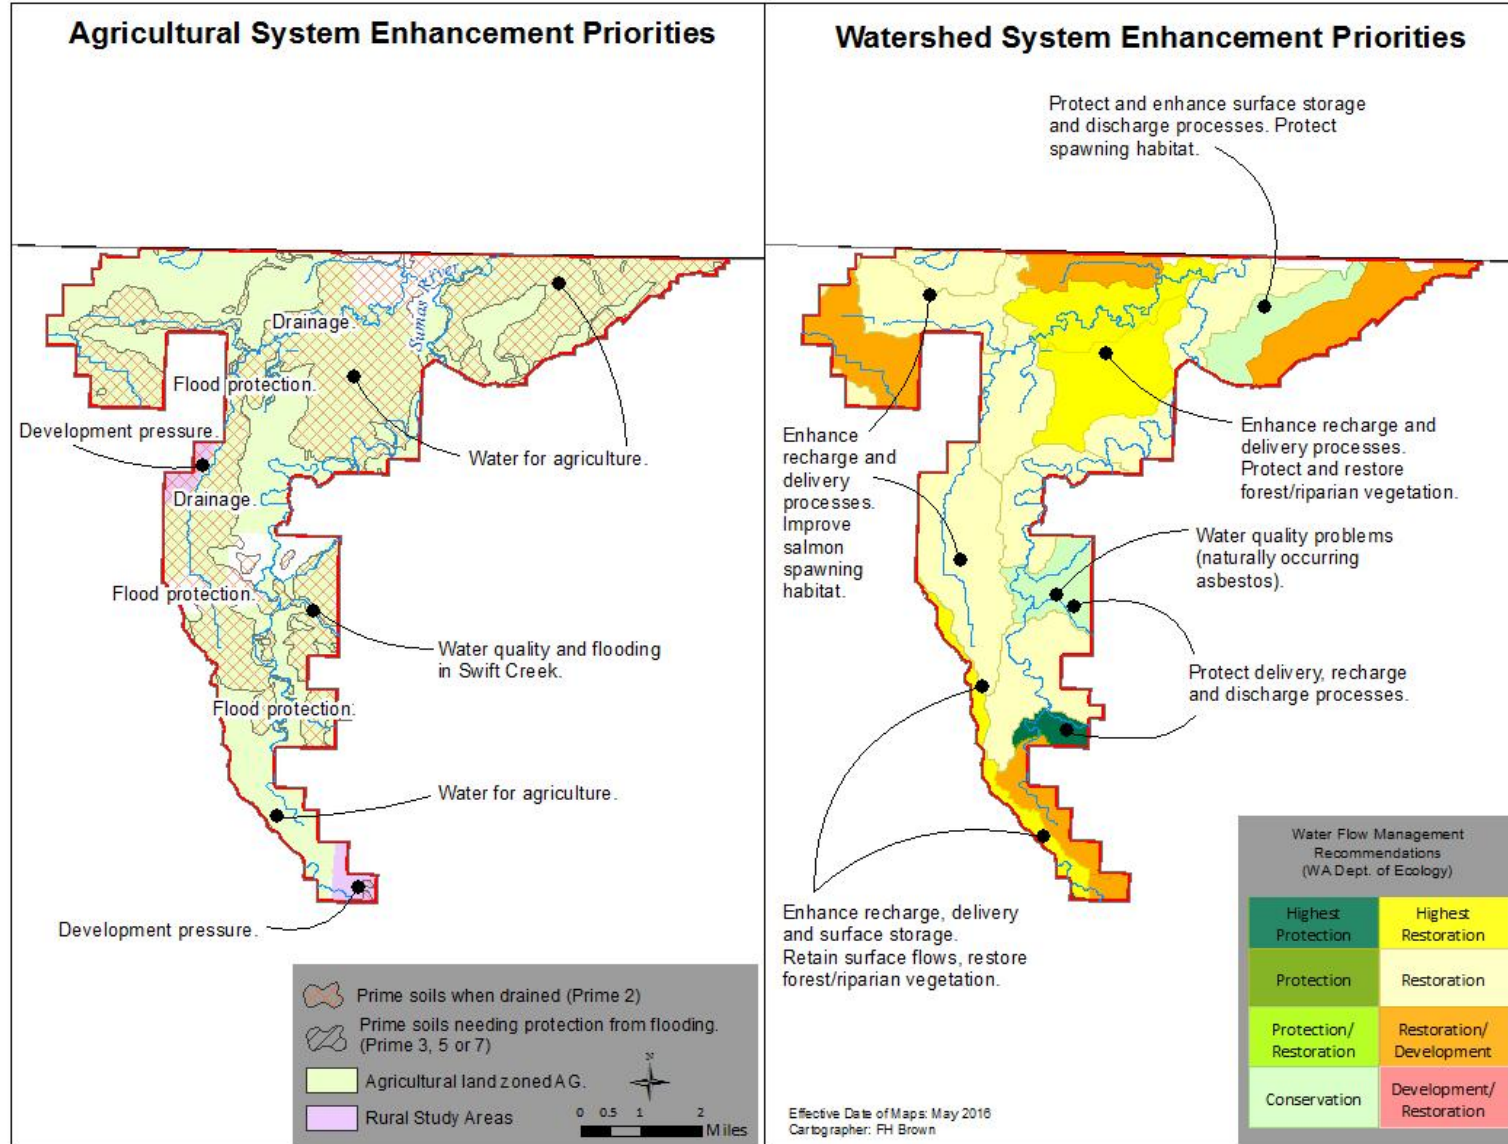 Agricultural System Enhancement Priorities
Drainage.
Sumas River
Flood protection.
Development pressure.
Water for agriculture.
Drainage.
Flood protection.
Water quality and flooding
in Swift Creek.
Flood protection.
Water for agriculture.
Development pressure.
Prime soils when drained (Prime 2)
Prime soils needing protection from flooding.
(Prime 3, 5 or 7)
Agricultural land zoned AG.
Rural Study Areas
N
0 0.5 1 2
Miles
Watershed System Enhancement Priorities
Protect and enhance surface storage
and discharge processes. Protect
spawning habitat.
Enhance
recharge and
delivery
processes.
Improve
salmon
spawning
habitat.
Enhance recharge and
delivery processes.
Protect and restore
forest/riparian vegetation.
Water quality problems
(naturally occurring
asbestos).
Protect delivery, recharge
and discharge processes.
Enhance recharge, delivery
and surface storage.
Retain surface flows, restore
forest/riparian vegetation.
Water Flow Management
Recommendations
(WA Dept. of Ecology)
Highest
Protection
Highest
Restoration
Protection
Restoration
Protection/
Restoration
Restoration/
Development
Conservation
Development/
Restoration
Effective Date of Maps: May 2016
Cartographer: FH Brown